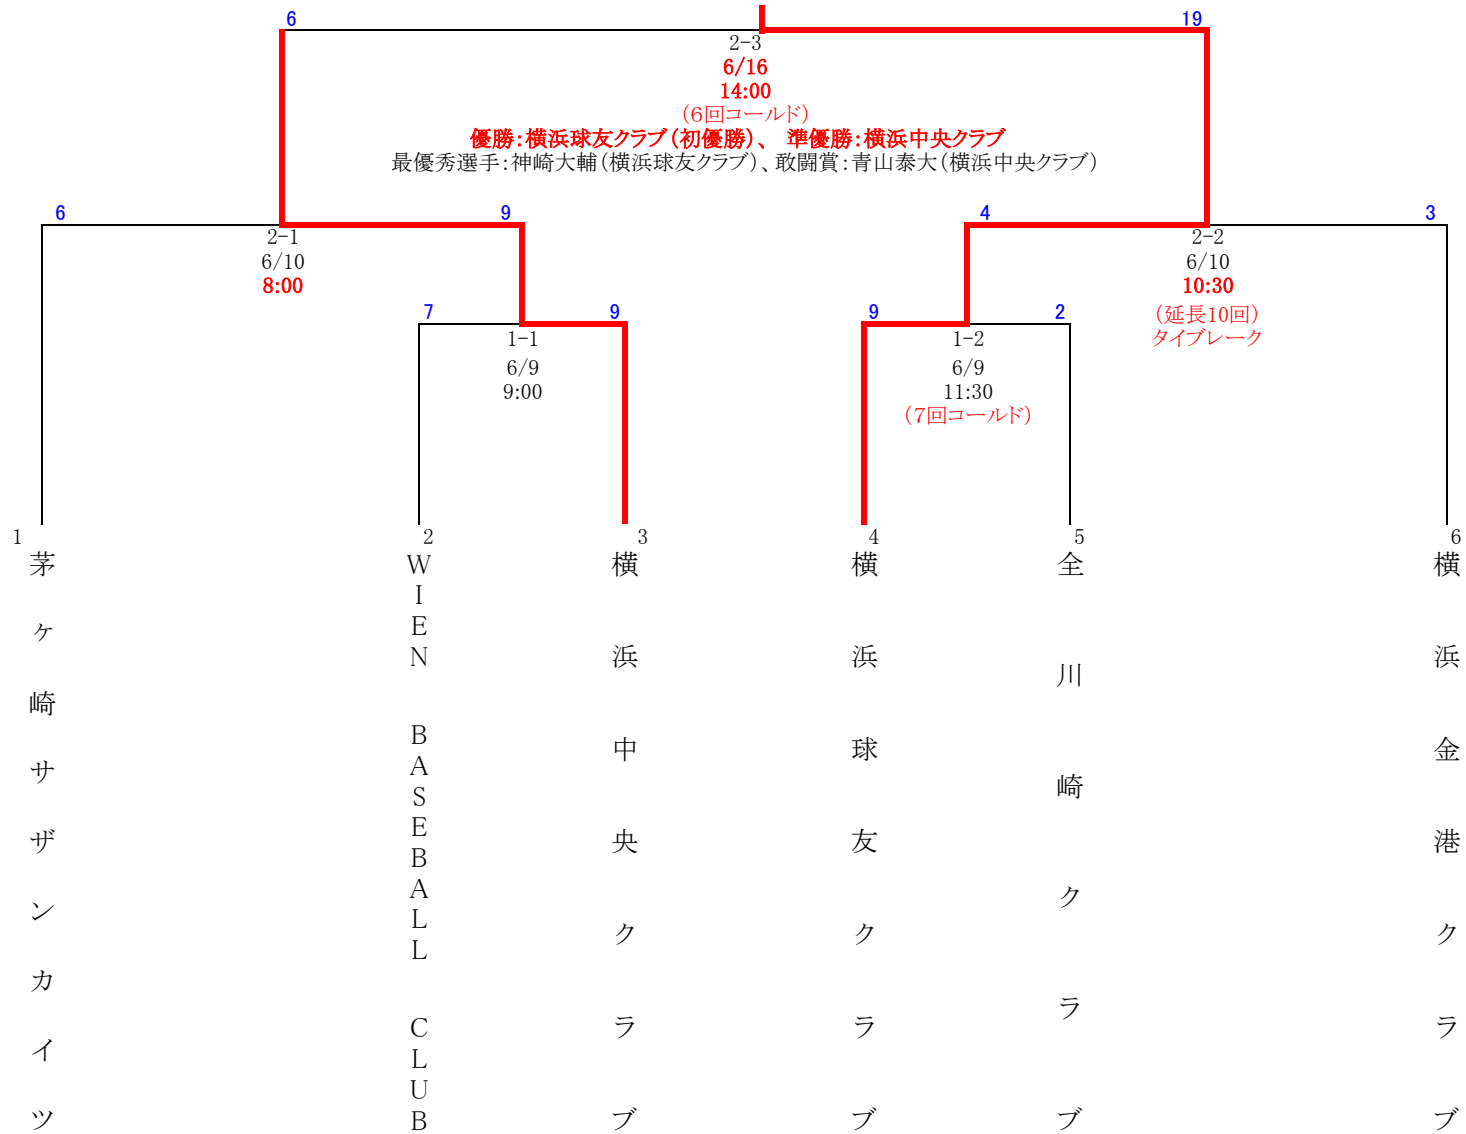 6
19
2-3
6/16
14:00
(6回コールド)
優勝:横浜球友クラブ(初優勝)、 準優勝:横浜中央クラブ
最優秀選手:神崎大輔(横浜球友クラブ)、敢闘賞:青山泰大(横浜中央クラブ)
6
9
4
3
2-1
6/10
8:00
2-2
6/10
10:30
(延長10回)
タイブレーク
7
9
9
2
1-1
6/9
9:00
1-2
6/9
11:30
(7回コールド)
1
茅ヶ崎サザンカイツ
2
WIEN BASEBALL CLUB
3
横浜中央クラブ
4
横浜球友クラブ
5
全川崎クラブ
6
横浜金港クラブ